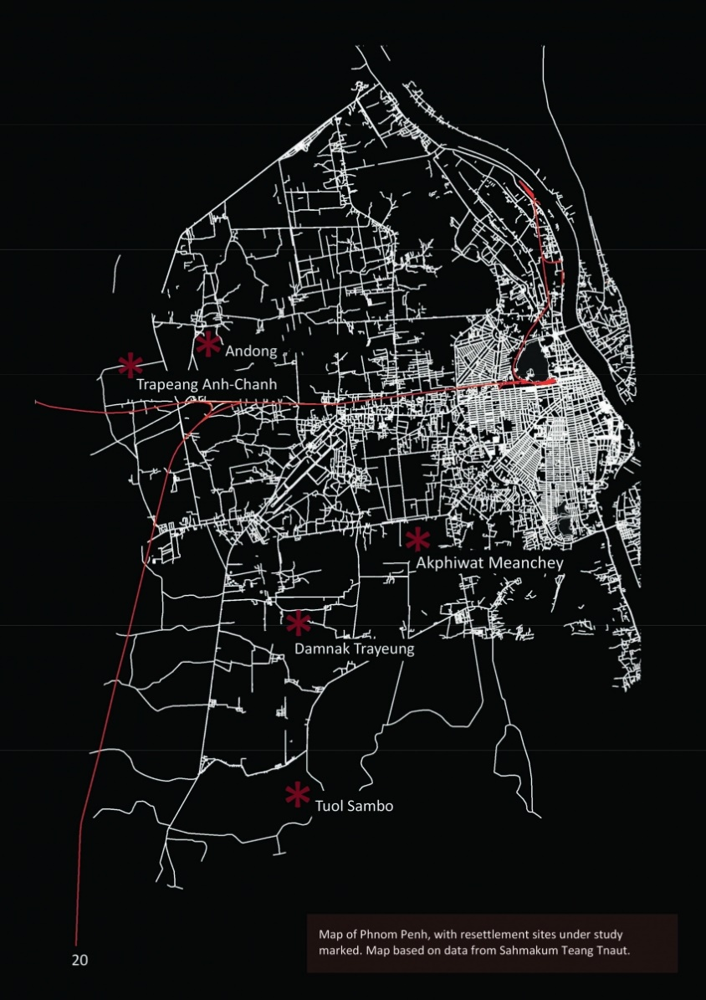 Andong
Trapeang Anh-Chanh
Akphiwat Meanchey
Damnak Trayeung
Tuol Sambo
Map of Phnom Penh, with resettlement sites under study
marked. Map based on data from Sahmakum Teang Tnaut.
20